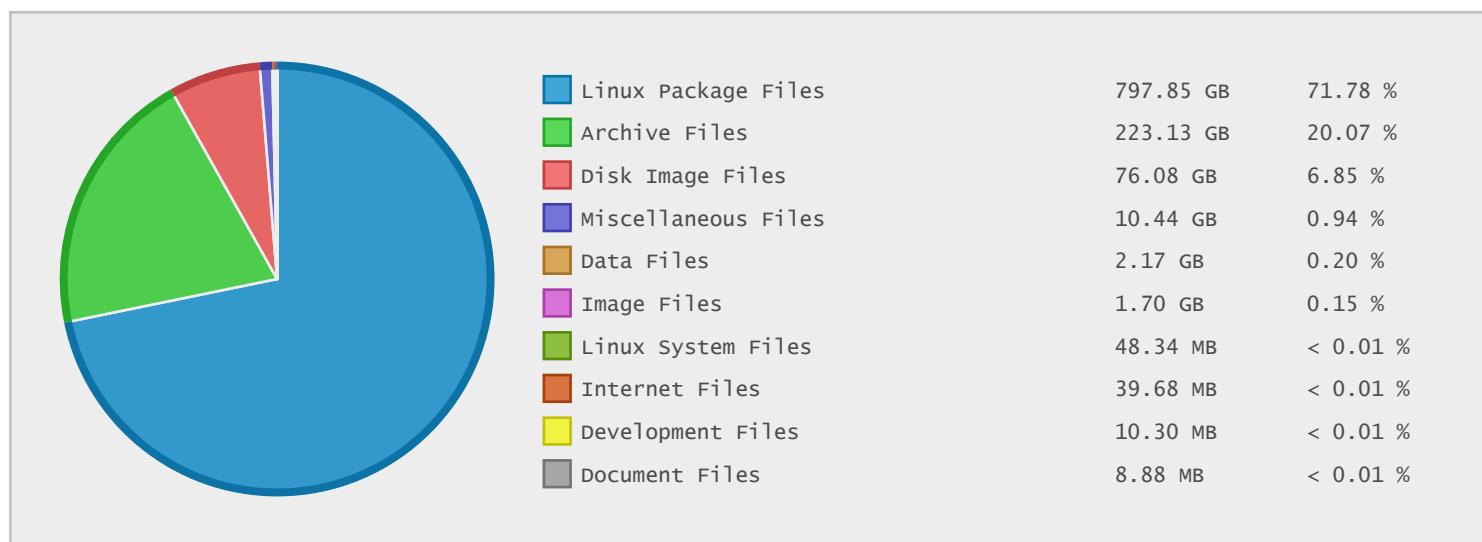 Linux Package Files 797.85 GB 71.78 %
Archive Files 223.13 GB 20.07 %
Disk Image Files 76.08 GB 6.85 %
Miscellaneous Files 10.44 GB 0.94 %
Data Files 2.17 GB 0.20 %
Image Files 1.70 GB 0.15 %
Linux System Files 48.34 MB < 0.01 %
Internet Files 39.68 MB < 0.01 %
Development Files 10.30 MB < 0.01 %
Document Files 8.88 MB < 0.01 %